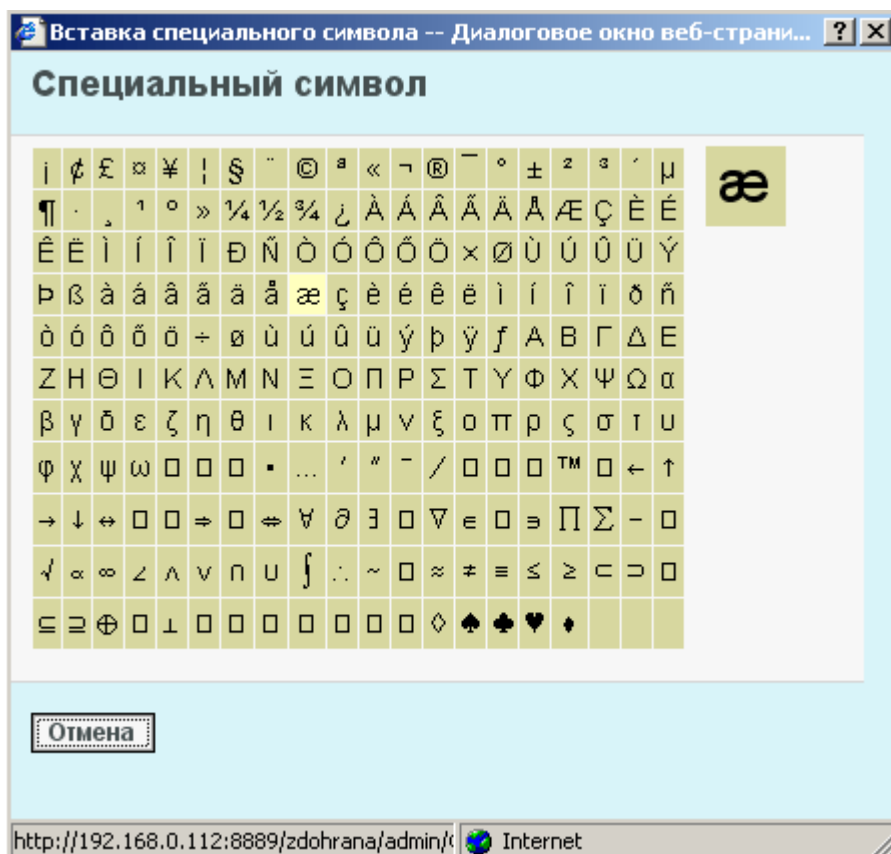 Вставка специального символа -- Диалоговое окно веб-страни...
Специальный символ
¡ ¢ £ ¤ ¥ ¦ § ¨ © ª « ¬ ® ¯ ° ± ² ³ ´ µ
æ
¶ · ¸ ¹ º » ¼ ½ ¾ ¿ À Á Â Ã Ä Å Æ Ç È É
Ê Ë Ì Í Î Ï Ð Ñ Ò Ó Ô Õ Ö × Ø Ù Ú Û Ü Ý
Þ ß à á â ã ä å æ ç è é ê ë ì í î ï ð ñ
ò ó ô õ ö ÷ ø ù ú û ü ý þ ÿ ƒ Α Β Γ Δ Ε
Ζ Η Θ Ι Κ Λ Μ Ν Ξ Ο Π Ρ Σ Τ Υ Φ Χ Ψ Ω α
β γ δ ε ζ η θ ι κ λ μ ν ξ ο π ρ ς σ τ υ
φ χ ψ ω □ □ □ • … ′ ″ ‾ ⁄ □ □ □ ™ □ ← ↑
→ ↓ ↔ □ □ ⇒ □ ⇔ ∀ ∂ ∃ □ ∇ ∈ □ ∋ ∏ ∑ − □
√ ∝ ∞ ∠ ∧ ∨ ∩ ∪ ∫ ∴ ∼ □ ≈ ≠ ≡ ≤ ≥ ⊂ ⊃ □
⊆ ⊇ ⊕ □ ⊥ □ □ □ □ □ □ □ ◊ ♠ ♣ ♥ ♦
Отмена
http://192.168.0.112:8889/zdohrana/admin/ Internet